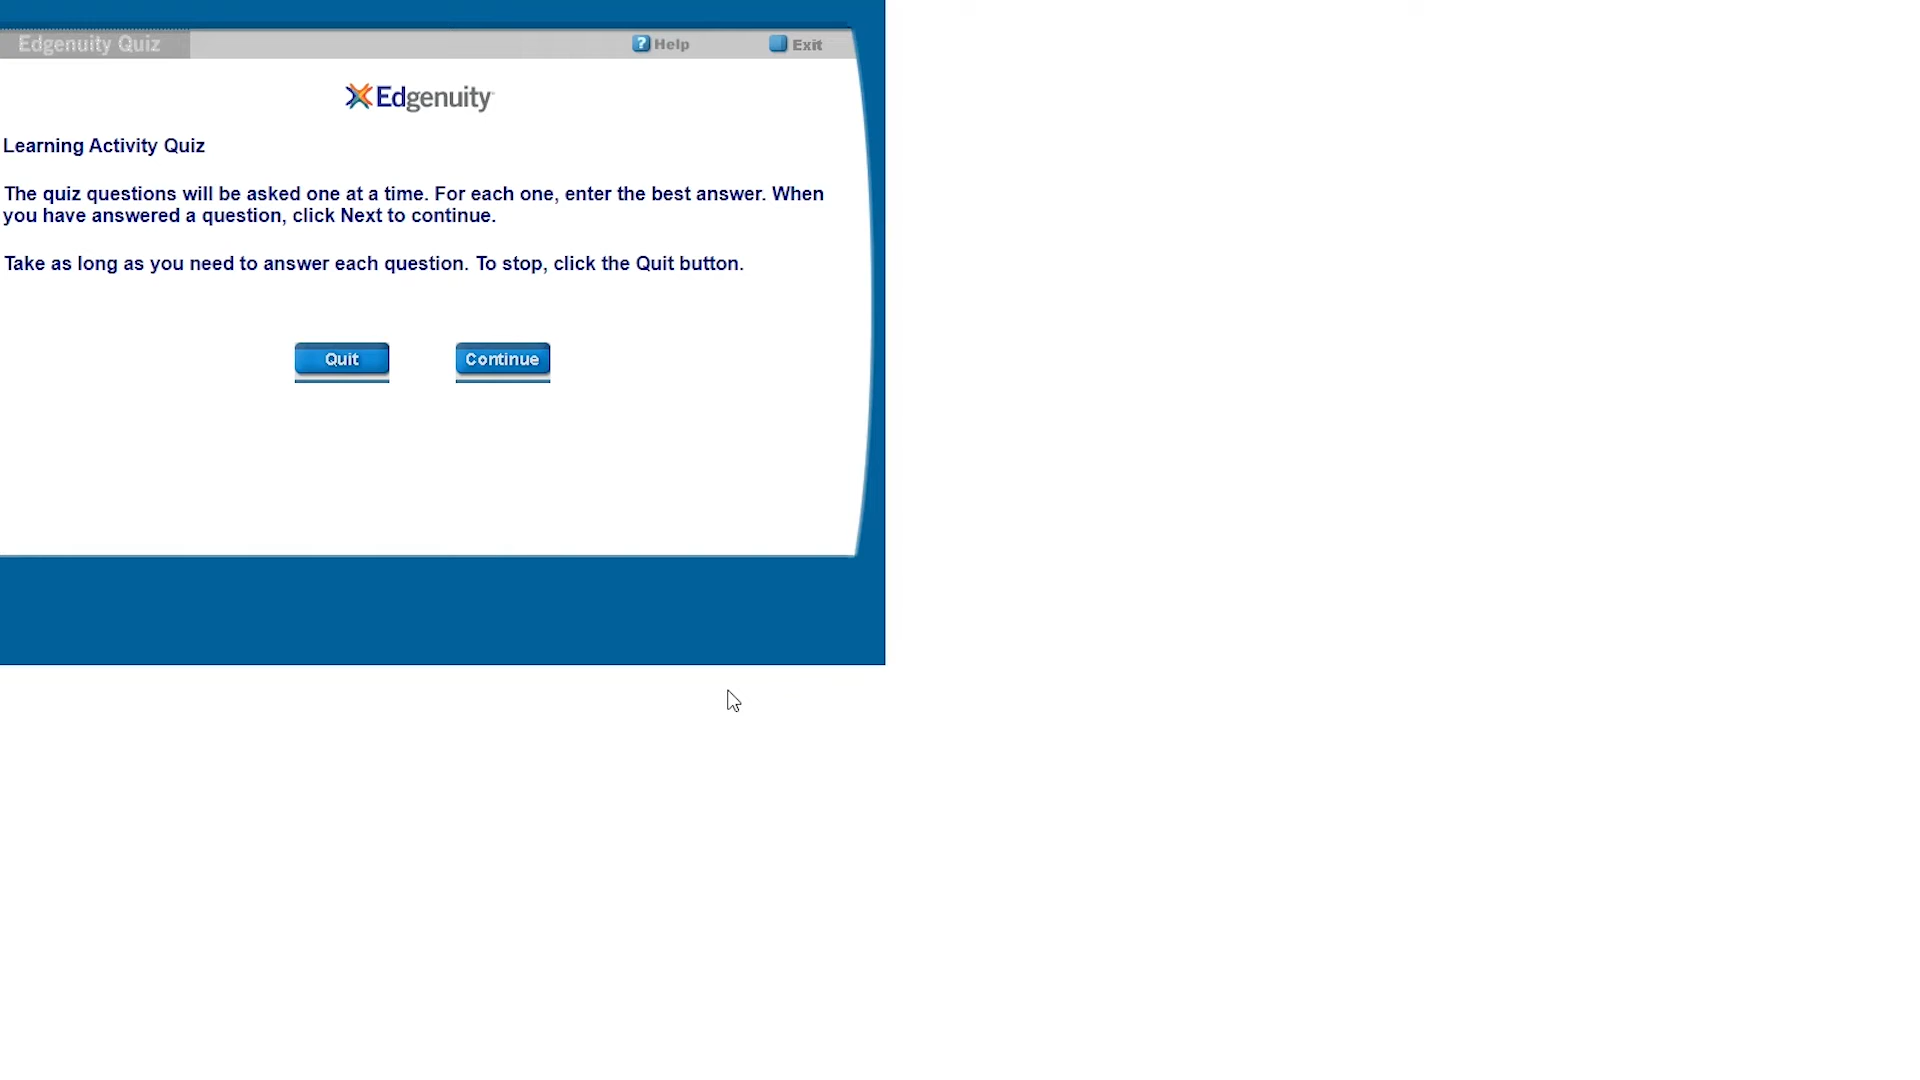 Edgenuity Quiz
? Help
Exit
Edgenuity
Learning Activity Quiz
The quiz questions will be asked one at a time. For each one, enter the best answer. When
you have answered a question, click Next to continue.
Take as long as you need to answer each question. To stop, click the Quit button.
Quit
Continue